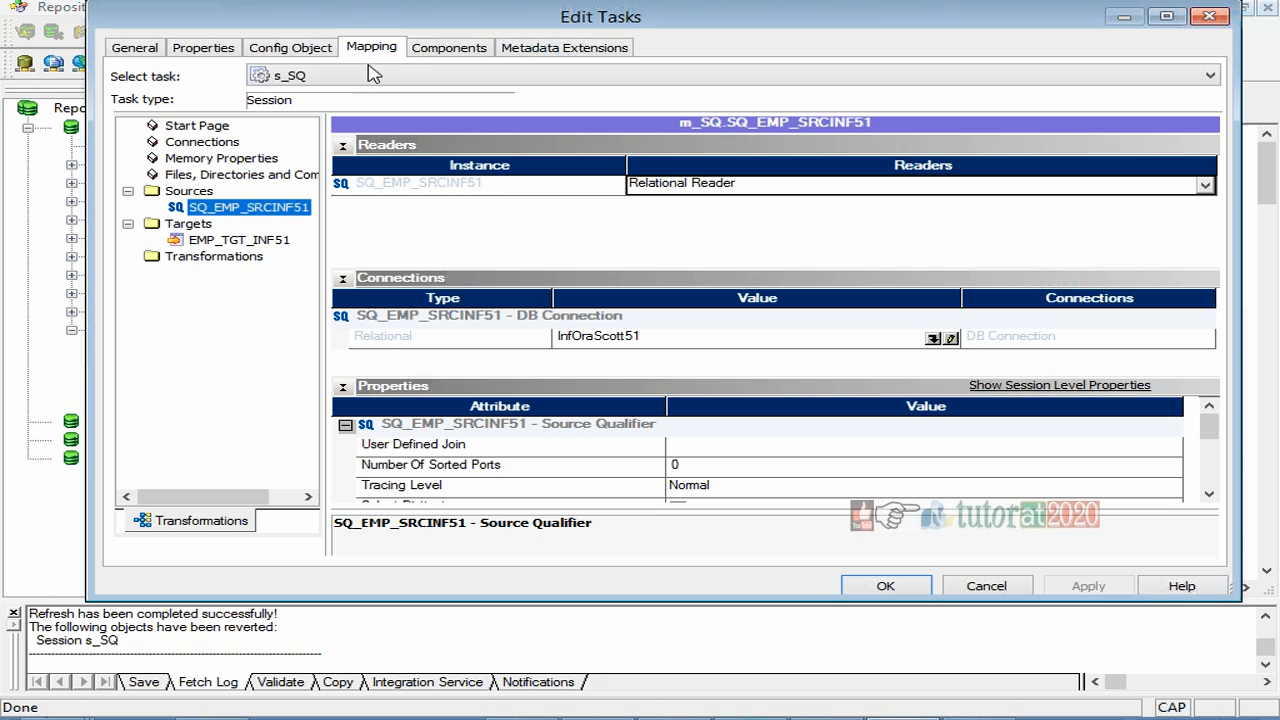 Reposit
Edit Tasks
General
Properties
Config Object
Mapping
Components
Metadata Extensions
Select task:
s_SQ
Task type:
Session
Repo
Start Page
Connections
Memory Properties
Files, Directories and Com
Sources
SQ_EMP_SRCINF51
Targets
EMP_TGT_INF51
Transformations
Transformations
m_SQ.SQ_EMP_SRCINF51
Readers
Instance Readers
SQ SQ_EMP_SRCINF51 Relational Reader
Connections
Type Value Connections
SQ SQ_EMP_SRCINF51 - DB Connection
Relational InfOraScott51 DB Connection
Properties Show Session Level Properties
Attribute Value
SQ SQ_EMP_SRCINF51 - Source Qualifier
User Defined Join
Number Of Sorted Ports 0
Tracing Level Normal
SQ_EMP_SRCINF51 - Source Qualifier
tutorat2020
OK Cancel Apply Help
Refresh has been completed successfully!
The following objects have been reverted:
Session s_SQ
Save Fetch Log Validate Copy Integration Service Notifications
Done CAP